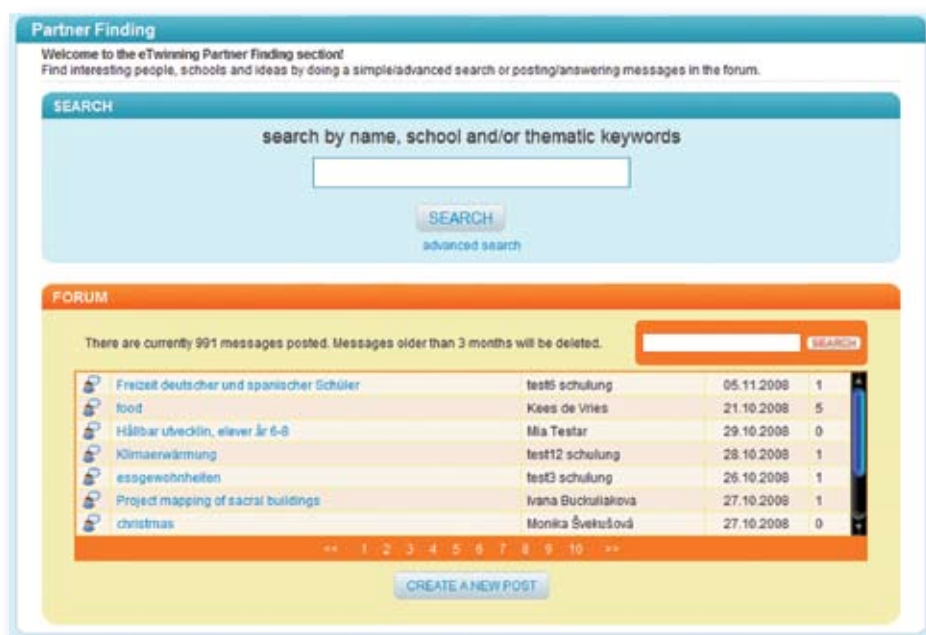 Partner Finding
Welcome to the eTwinning Partner Finding section!
Find interesting people, schools and ideas by doing a simple/advanced search or posting/answering messages in the forum.
SEARCH
search by name, school and/or thematic keywords
SEARCH
advanced search
FORUM
There are currently 991 messages posted. Messages older than 3 months will be deleted. SEARCH
Freizeit deutscher und spanischer Schüler test6 schulung 05.11.2008 1
food Kees de Vries 21.10.2008 5
Hållbar utvecklin, elever år 6-8 Mia Testar 29.10.2008 0
Klimaerwärmung test12 schulung 28.10.2008 1
essgewohnheiten test3 schulung 26.10.2008 1
Project mapping of sacral buildings Ivana Buckuliakova 27.10.2008 1
christmas Monika Švekušová 27.10.2008 0
<< 1 2 3 4 5 6 7 8 9 10 >>
CREATE A NEW POST